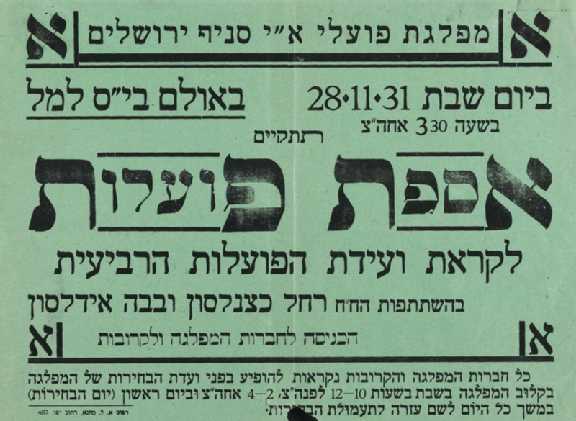 א מפלגת פועלי א״י סניף ירושלים א
ביום שבת 28·11·31 באולם בי״ס למל
בשעה 3.30 אחה״צ
תתקיים
אספת פועלות
לקראת ועידת הפועלות הרביעית
בהשתתפות הח״ח רחל כצנלסון ובבה אידלסון
א הכניסה לחברות המפלגה ולקרובות א
כל חברות המפלגה והקרובות נקראות להופיע בפני ועדת הבחירות של המפלגה
בקלוב המפלגה בשבת בשעות 10–12 לפנה״צ, 2–4 אחה״צ וביום ראשון (יום הבחירות)
במשך כל היום לשם עזרה לתעמולת הבחירות.